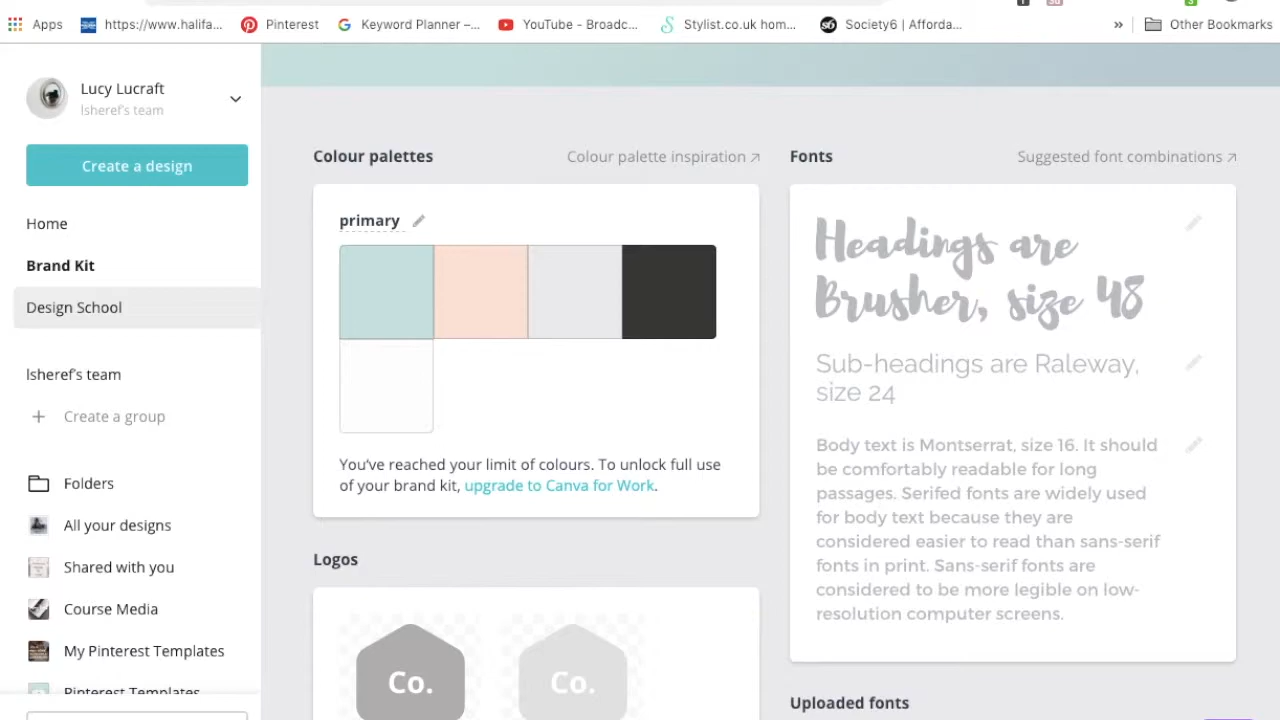 Apps
https://www.halifa...
Pinterest
Keyword Planner –...
YouTube - Broadc...
Stylist.co.uk hom...
Society6 | Afforda...
»
Other Bookmarks
Lucy Lucraft
lsheref's team
Create a design
Home
Brand Kit
Design School
lsheref's team
+ Create a group
Folders
All your designs
Shared with you
Course Media
My Pinterest Templates
Pinterest Templates
Colour palettes
Colour palette inspiration
primary
You've reached your limit of colours. To unlock full use
of your brand kit, upgrade to Canva for Work.
Logos
Co.
Co.
Fonts
Suggested font combinations
Headings are
Brusher, size 48
Sub-headings are Raleway,
size 24
Body text is Montserrat, size 16. It should
be comfortably readable for long
passages. Serifed fonts are widely used
for body text because they are
considered easier to read than sans-serif
fonts in print. Sans-serif fonts are
considered to be more legible on low-
resolution computer screens.
Uploaded fonts